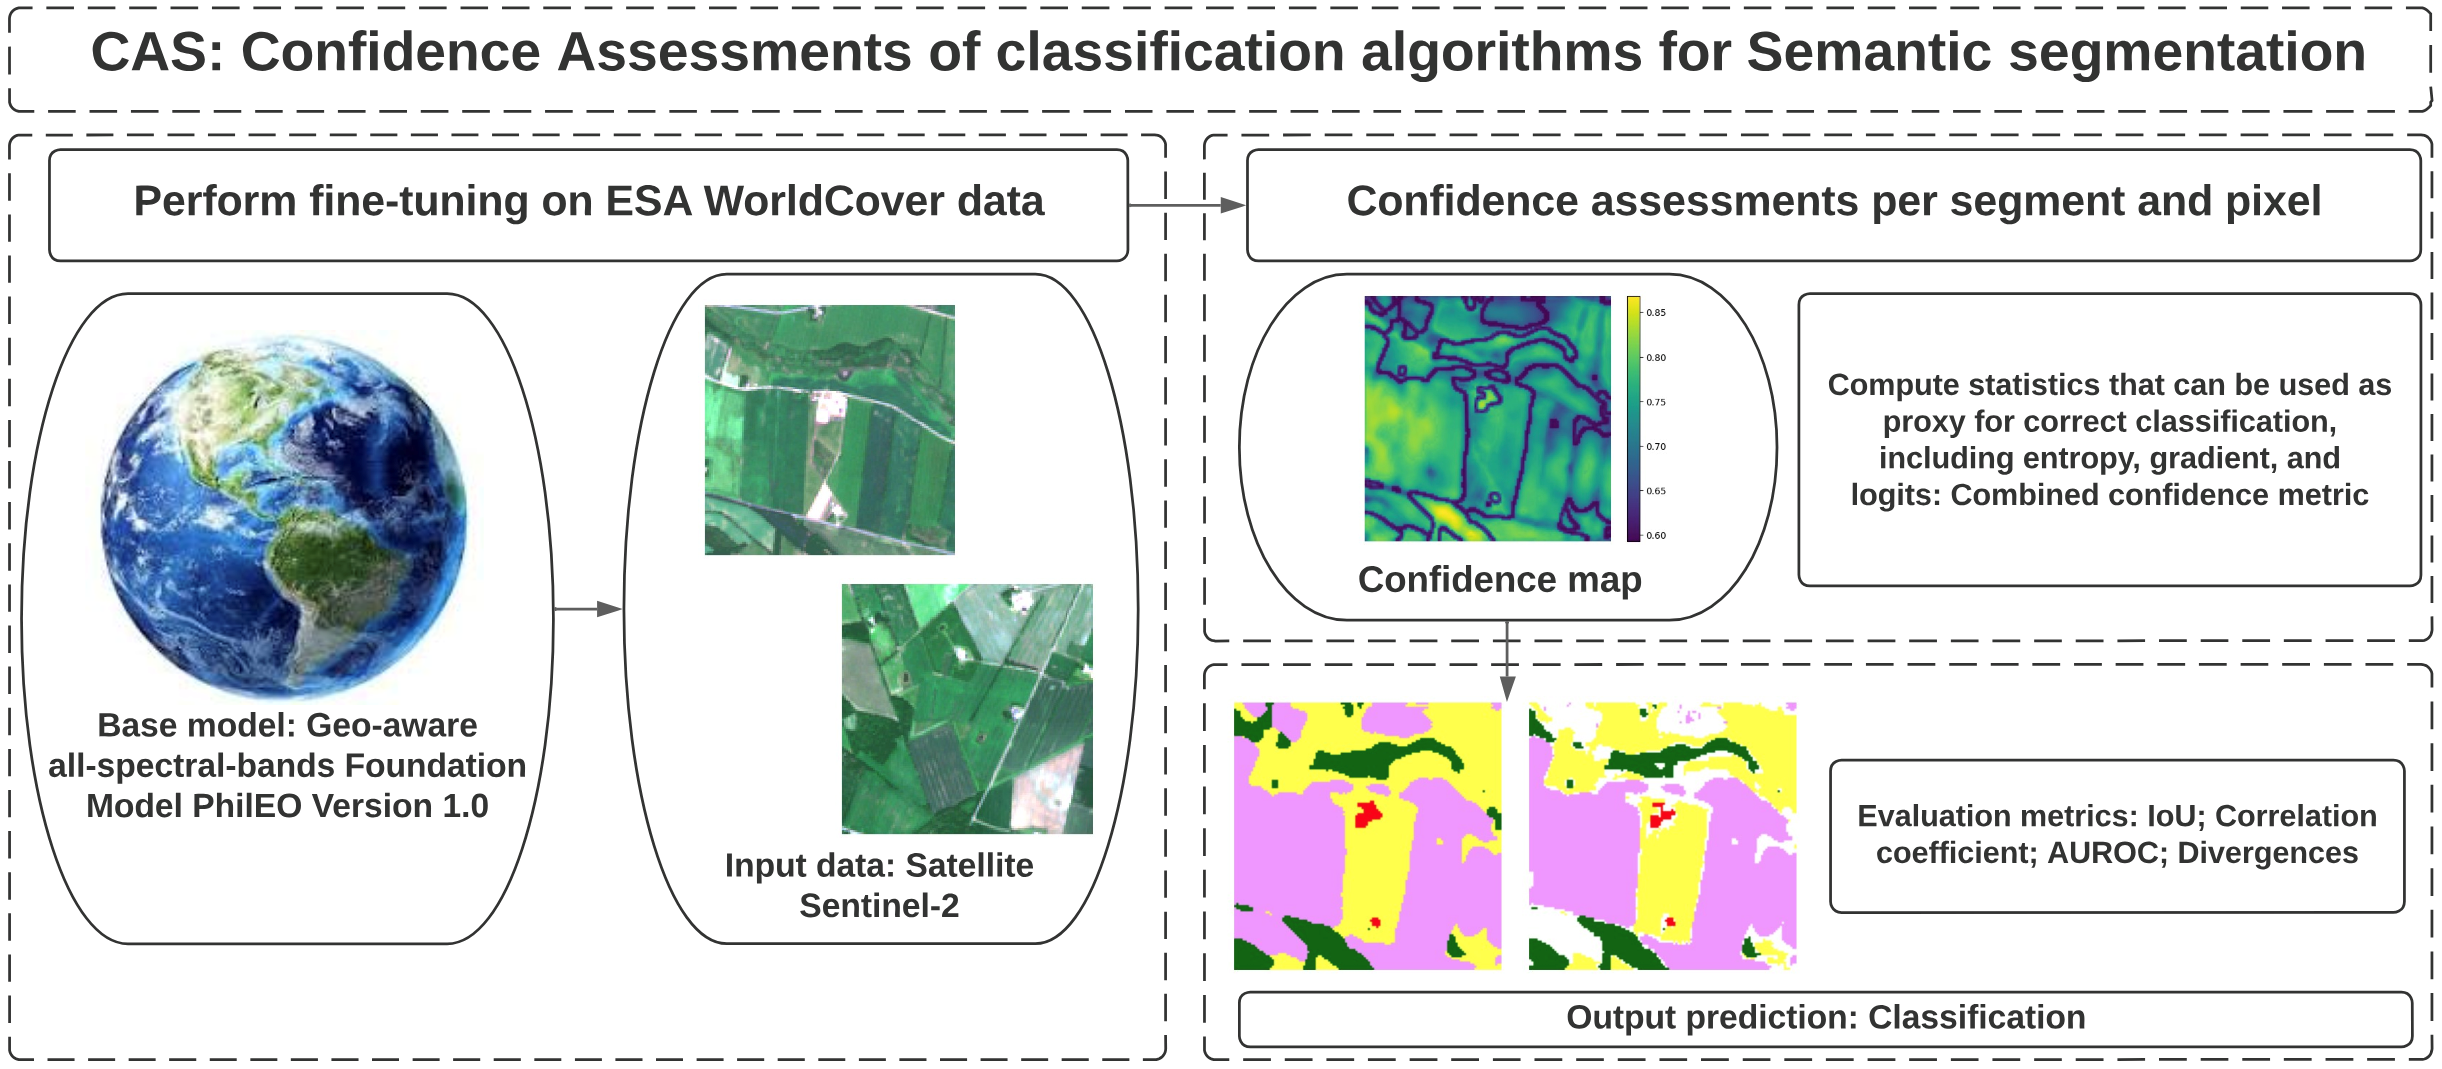 CAS: Confidence Assessments of classification algorithms for Semantic segmentation
Perform fine-tuning on ESA WorldCover data
Base model: Geo-aware
all-spectral-bands Foundation
Model PhilEO Version 1.0
Input data: Satellite
Sentinel-2
Confidence assessments per segment and pixel
0.85
0.80
0.75
0.70
0.65
0.60
Confidence map
Compute statistics that can be used as
proxy for correct classification,
including entropy, gradient, and
logits: Combined confidence metric
Evaluation metrics: IoU; Correlation
coefficient; AUROC; Divergences
Output prediction: Classification